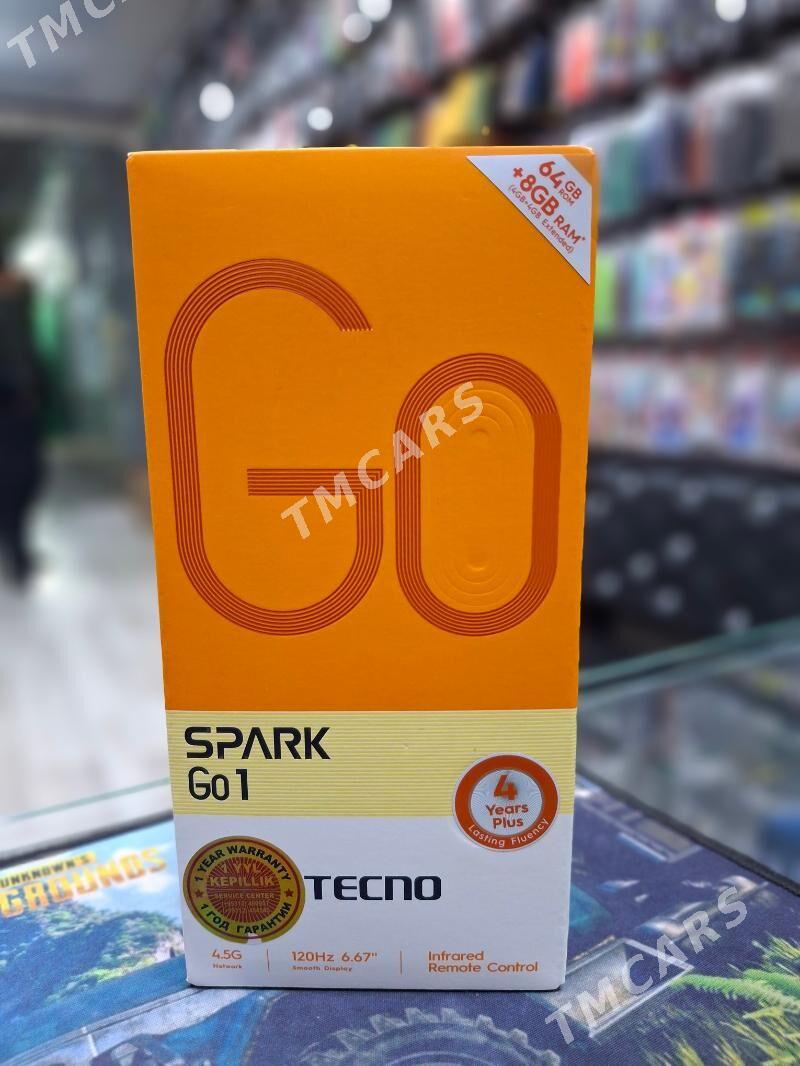 TMCARS
64GB
ROM
+8GB RAM*
(4GB+4GB Extended)
Go
TMCARS
SPARK
Go 1
4
Years
Plus
Lasting Fluency
1 YEAR WARRANTY
KEPILLIK
SERVICE CENTER
1 ГОД ГАРАНТИИ
TECNO
4.5G
Network
120Hz 6.67"
Smooth Display
Infrared
Remote Control
UNKNOWN'S
GROUNDS
TMCARS